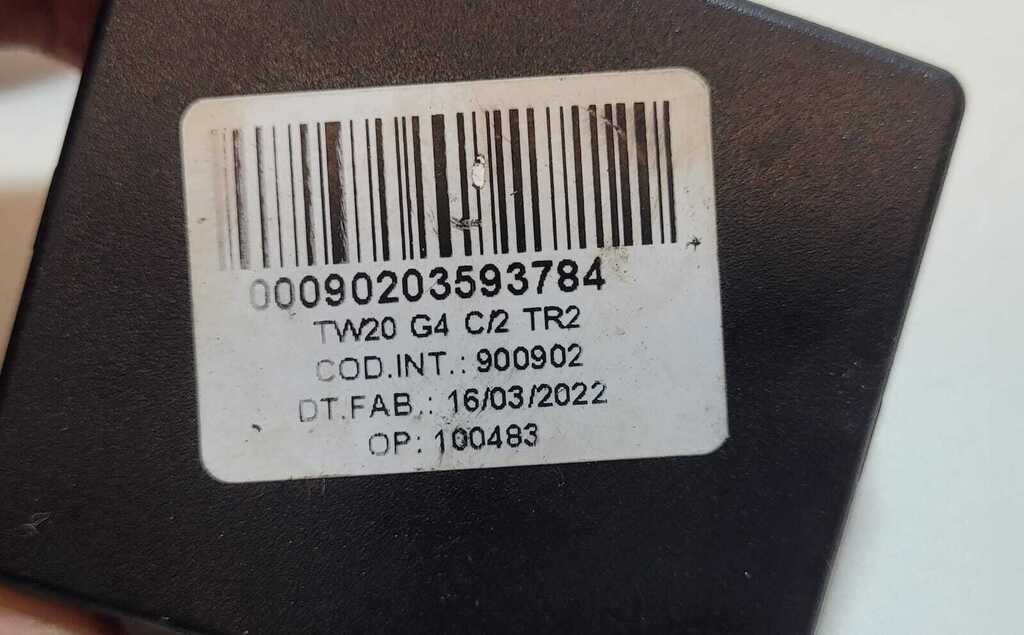 00090203593784
TW20 G4 C/2 TR2
COD.INT.: 900902
DT.FAB.: 16/03/2022
OP: 100483